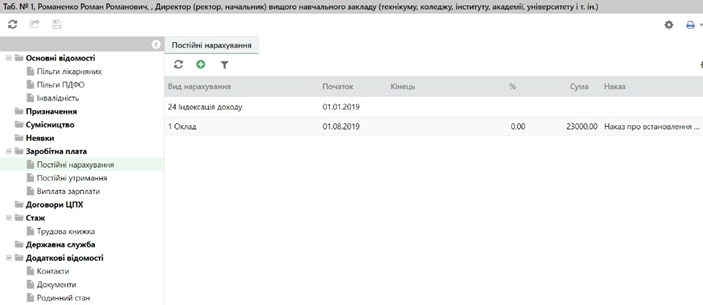 Таб. № 1, Романенко Роман Романович, , Директор (ректор, начальник) вищого навчального закладу (технікуму, коледжу, інституту, академії, університету і т. ін.)
Основні відомості
Пільги лікарняних
Пільги ПДФО
Інвалідність
Призначення
Сумісництво
Неявки
Заробітна плата
Постійні нарахування
Постійні утримання
Виплата зарплати
Договори ЦПХ
Стаж
Трудова книжка
Державна служба
Додаткові відомості
Контакти
Документи
Родинний стан
Постійні нарахування
Вид нарахування Початок Кінець % Сума Наказ
24 Індексація доходу 01.01.2019
1 Оклад 01.08.2019 0,00 23000,00 Наказ про встановлення ...